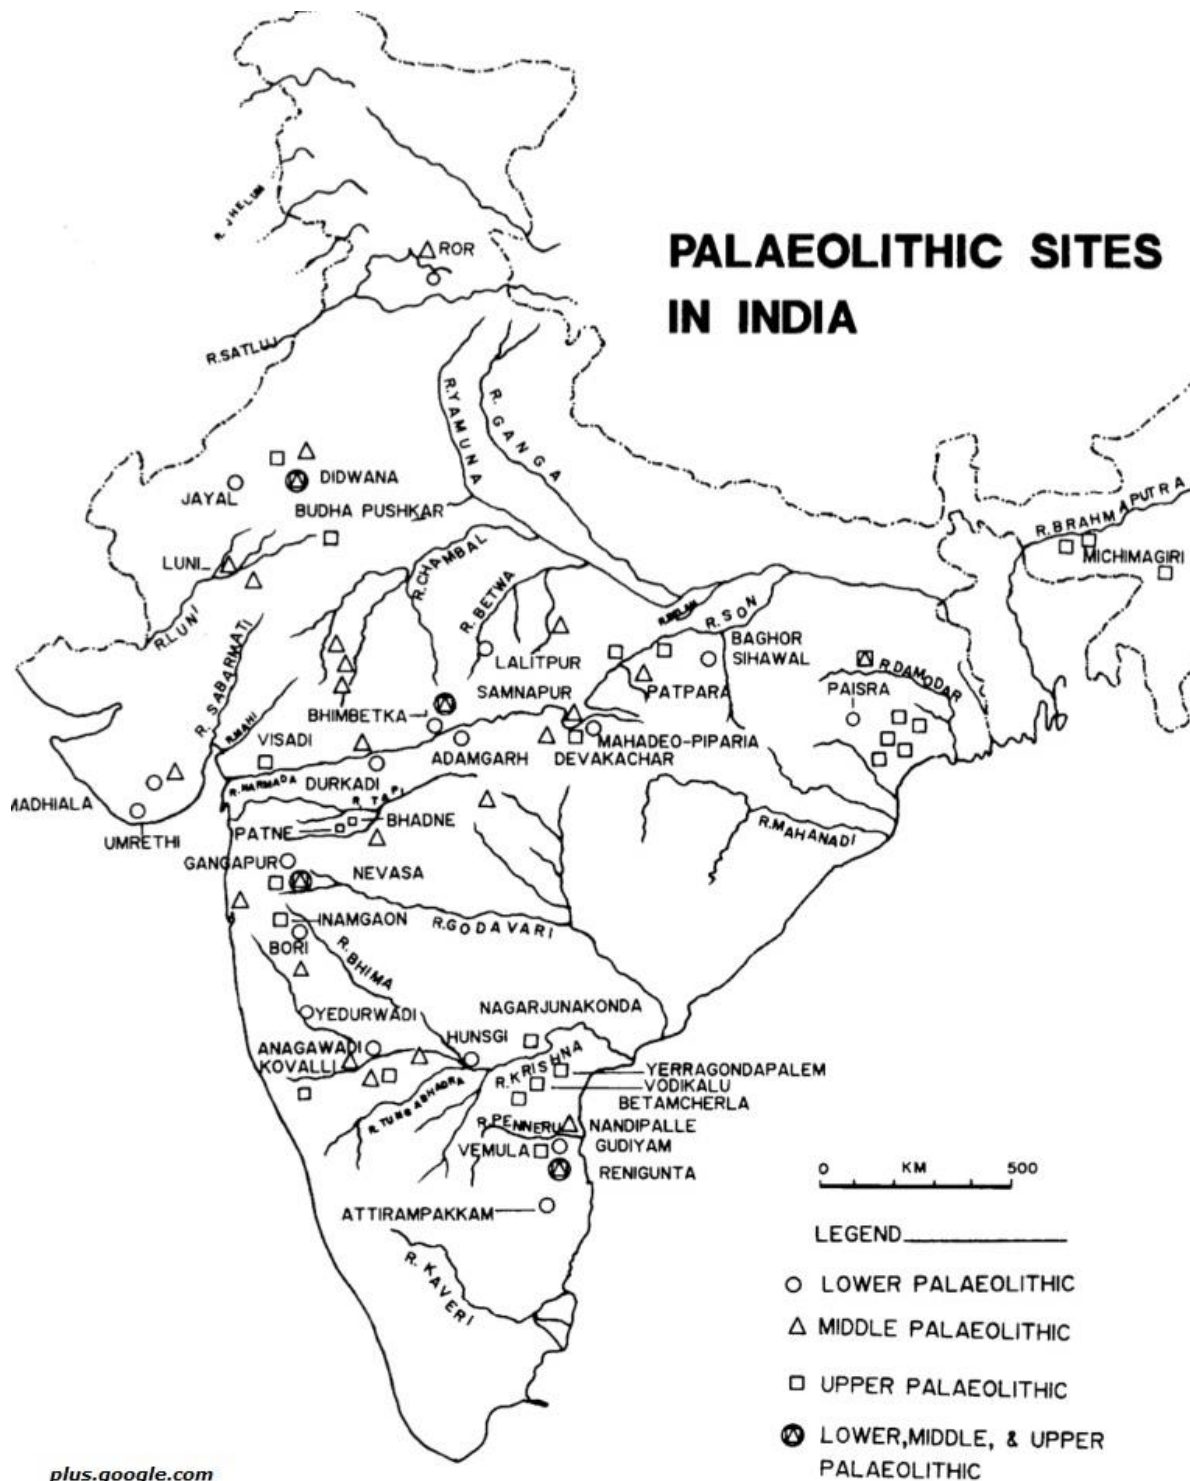 PALAEOLITHIC SITES
IN INDIA
R. JHELUM
ROR
R.SATLUJ
R.YAMUNA
R. GANGA
DIDWANA
JAYAL
BUDHA PUSHKAR
R.BRAHMAPUTRA
MICHIMAGIRI
LUNI
R.CHAMBAL
R.BETWA
R.LUNI
R. SABARMATI
R.SON
BAGHOR
SIHAWAL
LALITPUR
SAMNAPUR
PATPARA
R.DAMODAR
PAISRA
BHIMBETKA
R.MAHI
VISADI
ADAMGARH
MAHADEO-PIPARIA
DEVAKACHAR
R.NARMADA
DURKADI
R. TAPI
MADHIALA
UMRETHI
PATNE
BHADNE
R.MAHANADI
GANGAPUR
NEVASA
INAMGAON
R.GODAVARI
BORI
R.BHIMA
YEDURWADI
NAGARJUNAKONDA
ANAGAWADI
HUNSGI
KOVALLI
R.KRISHNA
YERRAGONDAPALEM
VODIKALU
BETAMCHERLA
R.TUNGABHADRA
R.PENNERU
NANDIPALLE
VEMULA
GUDIYAM
RENIGUNTA
ATTIRAMPAKKAM
R. KAVERI
0 KM 500
LEGEND
LOWER PALAEOLITHIC
MIDDLE PALAEOLITHIC
UPPER PALAEOLITHIC
LOWER,MIDDLE, & UPPER
PALAEOLITHIC
plus.google.com